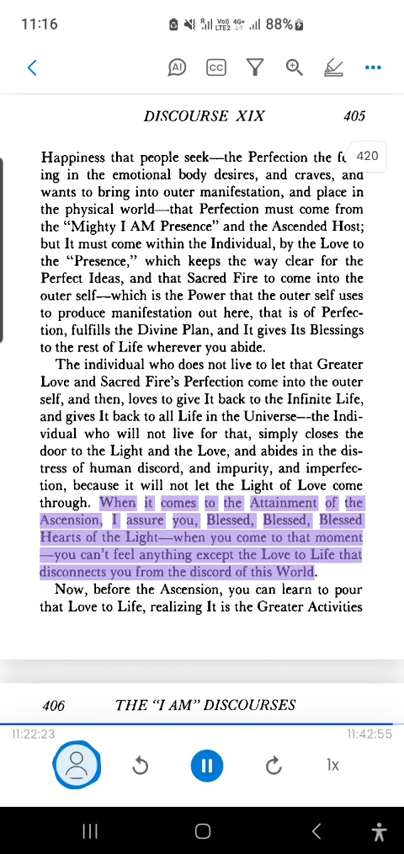 11:16
88%
AI
CC
DISCOURSE XIX 405
420
Happiness that people seek—the Perfection the
ing in the emotional body desires, and craves, and
wants to bring into outer manifestation, and place in
the physical world—that Perfection must come from
the “Mighty I AM Presence” and the Ascended Host;
but It must come within the Individual, by the Love to
the “Presence,” which keeps the way clear for the
Perfect Ideas, and that Sacred Fire to come into the
outer self—which is the Power that the outer self uses
to produce manifestation out here, that is of Perfec-
tion, fulfills the Divine Plan, and It gives Its Blessings
to the rest of Life wherever you abide.
The individual who does not let that Greater
Love and Sacred Fire's Perfection come into the outer
self, and then, loves to give It back to the Infinite Life,
and gives It back to all Life in the Universe—the Indi-
vidual who will not live for that, simply closes the
door to the Light and the Love, and abides in the dis-
tress of human discord, and impurity, and imperfec-
tion, because it will not let the Light of Love come
through. When it comes to the Attainment of the
Ascension, I assure you, Blessed, Blessed, Blessed
Hearts of the Light—when you come to that moment
—you can't feel anything except the Love to Life that
disconnects you from the discord of this World.
Now, before the Ascension, you can learn to pour
that Love to Life, realizing It is the Greater Activities
406 THE “I AM” DISCOURSES
11:22:23 11:42:55
1x